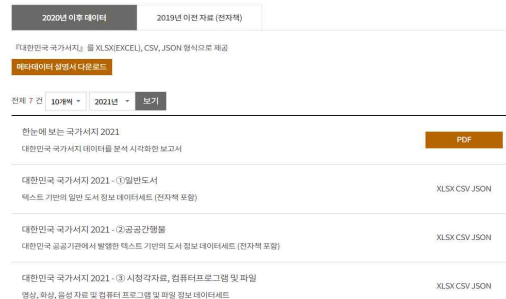 2020년 이후 데이터
2019년 이전 자료 (전자책)
『대한민국 국가서지』를 XLSX(EXCEL), CSV, JSON 형식으로 제공
메타데이터 설명서 다운로드
전체 7 건 10개씩 2021년 보기
한눈에 보는 국가서지 2021
대한민국 국가서지 데이터를 분석 시각화한 보고서
PDF
대한민국 국가서지 2021 - ①일반도서
텍스트 기반의 일반 도서 정보 데이터세트 (전자책 포함)
XLSX CSV JSON
대한민국 국가서지 2021 - ②공공간행물
대한민국 공공기관에서 발행한 텍스트 기반의 도서 정보 데이터세트 (전자책 포함)
XLSX CSV JSON
대한민국 국가서지 2021 - ③ 시청각자료, 컴퓨터프로그램 및 파일
영상, 화상, 음성 자료 및 컴퓨터 프로그램 및 파일 정보 데이터세트
XLSX CSV JSON